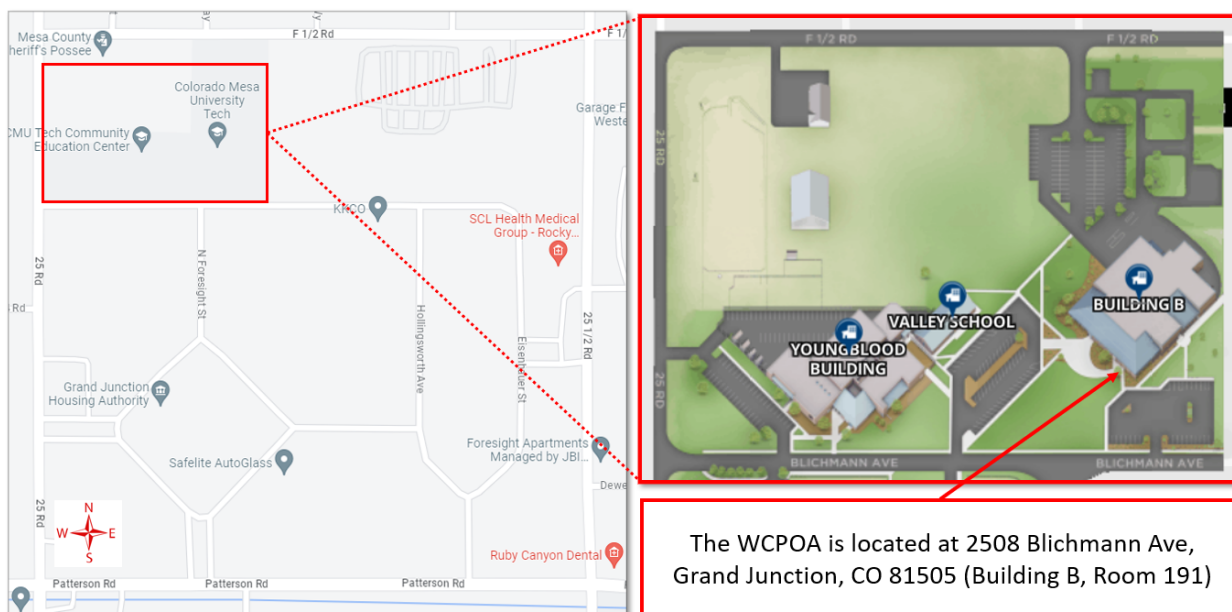 Mesa County
heriff's Possee
F 1/2 Rd
F 1/
Colorado Mesa
University
Tech
CMU Tech Community
Education Center
Garage F
Weste
KKCO
SCL Health Medical
Group - Rocky...
N Foresight St
25 Rd
Rd
Hollingsworth Ave
Eisenhauer St
25 1/2 Rd
Grand Junction
Housing Authority
Foresight Apartments
Managed by JBI...
Safelite AutoGlass
Dewe
25 Rd
N
W
E
S
Ruby Canyon Dental
Patterson Rd
Patterson Rd
Patterson Rd
F 1/2 RD
F 1/2 RD
25 RD
BUILDING B
VALLEY SCHOOL
YOUNGBLOOD
BUILDING
25 RD
BLICHMANN AVE
BLICHMANN AVE
The WCPOA is located at 2508 Blichmann Ave,
Grand Junction, CO 81505 (Building B, Room 191)